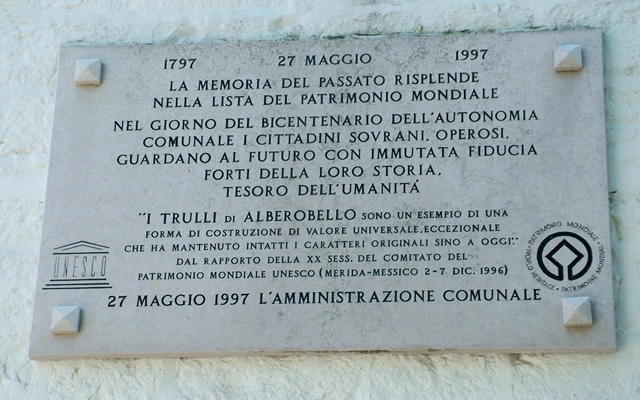 1797 27 MAGGIO 1997
LA MEMORIA DEL PASSATO RISPLENDE
NELLA LISTA DEL PATRIMONIO MONDIALE
NEL GIORNO DEL BICENTENARIO DELL'AUTONOMIA
COMUNALE I CITTADINI SOVRANI, OPEROSI,
GUARDANO AL FUTURO CON IMMUTATA FIDUCIA
FORTI DELLA LORO STORIA,
TESORO DELL'UMANITÁ
"I TRULLI DI ALBEROBELLO SONO UN ESEMPIO DI UNA
FORMA DI COSTRUZIONE DI VALORE UNIVERSALE, ECCEZIONALE
CHE HA MANTENUTO INTATTI I CARATTERI ORIGINALI SINO A OGGI."
DAL RAPPORTO DELLA XX SESS. DEL COMITATO DEL
PATRIMONIO MONDIALE UNESCO (MERIDA-MESSICO 2-7 DIC. 1996)
27 MAGGIO 1997 L'AMMINISTRAZIONE COMUNALE
UNESCO
• PATRIMONIO MONDIALE • WORLD HERITAGE • PATRIMOINE MONDIAL